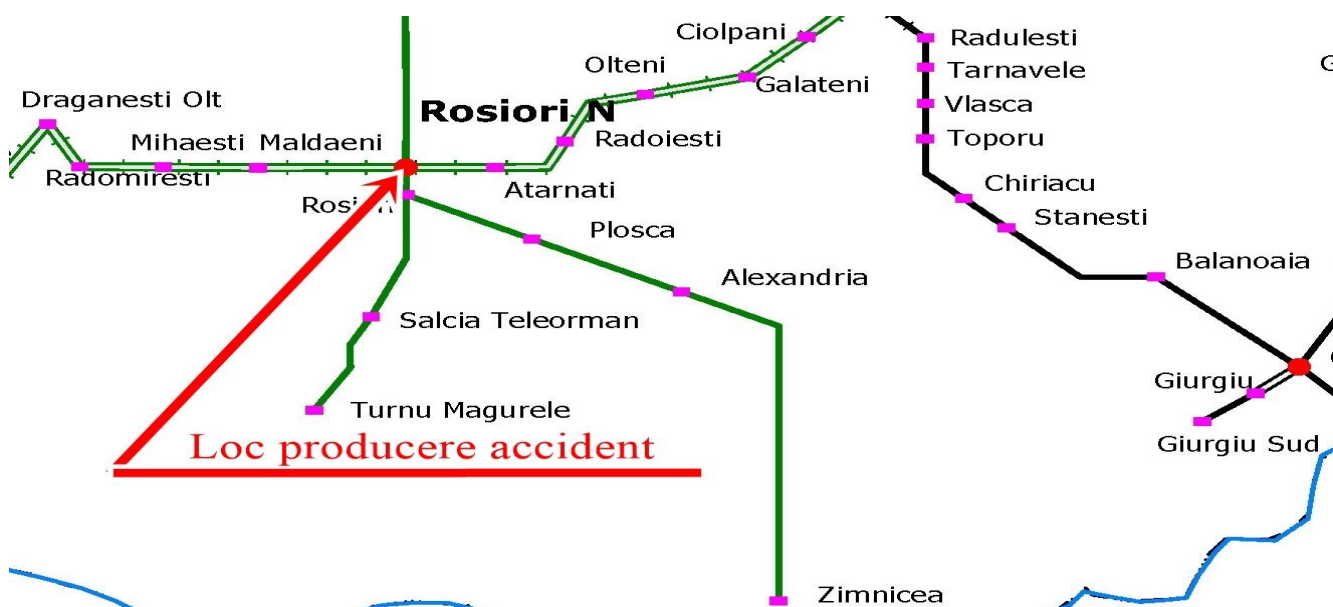 Ciolpani
Radulesti
Olteni
Tarnavele
Galateni
Draganesti Olt
Vlasca
Rosiori N
Mihaesti
Maldaeni
Radoiesti
Toporu
Radomiresti
Chiriacu
Atarnati
Stanesti
Plosca
Balanoaia
Alexandria
Salcia Teleorman
Giurgiu
Turnu Magurele
Loc producere accident
Giurgiu Sud
Zimnicea